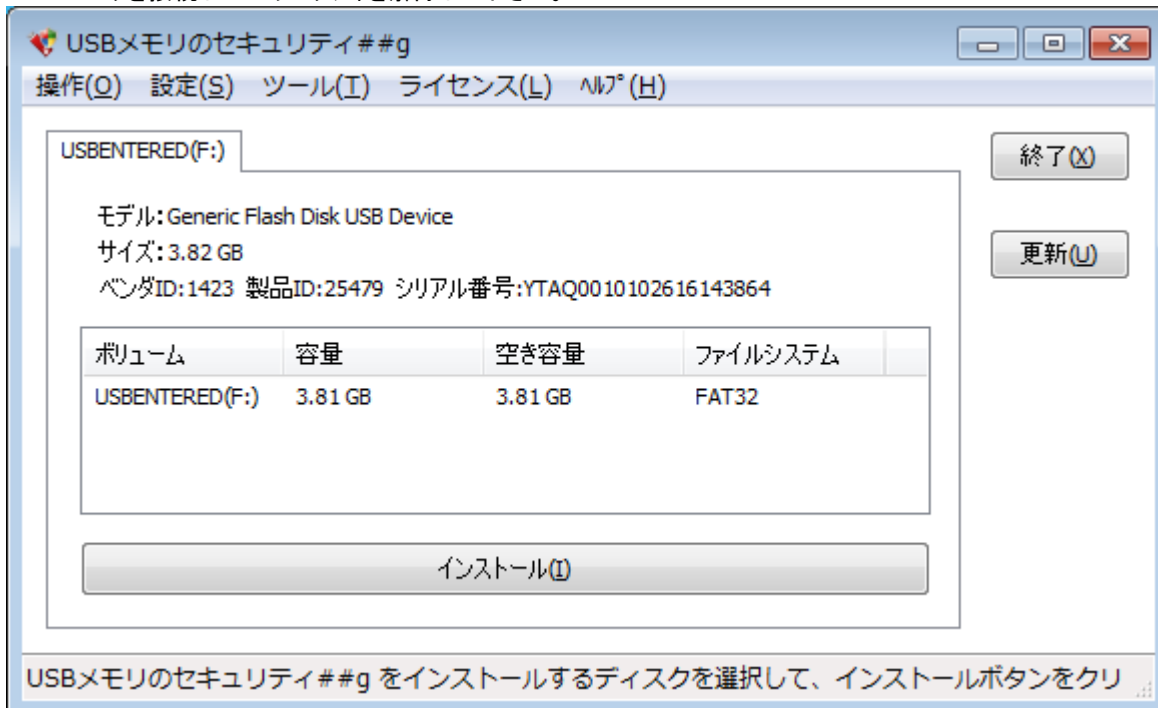 USBメモリのセキュリティ##g
操作(O) 設定(S) ツール(T) ライセンス(L) ﾍﾙﾌﾟ(H)
USBENTERED(F:)
終了(X)
モデル:Generic Flash Disk USB Device
サイズ:3.82 GB
更新(U)
ベンダID:1423 製品ID:25479 シリアル番号:YTAQ0010102616143864
ボリューム 容量 空き容量 ファイルシステム
USBENTERED(F:) 3.81 GB 3.81 GB FAT32
インストール(I)
USBメモリのセキュリティ##g をインストールするディスクを選択して、インストールボタンをクリ